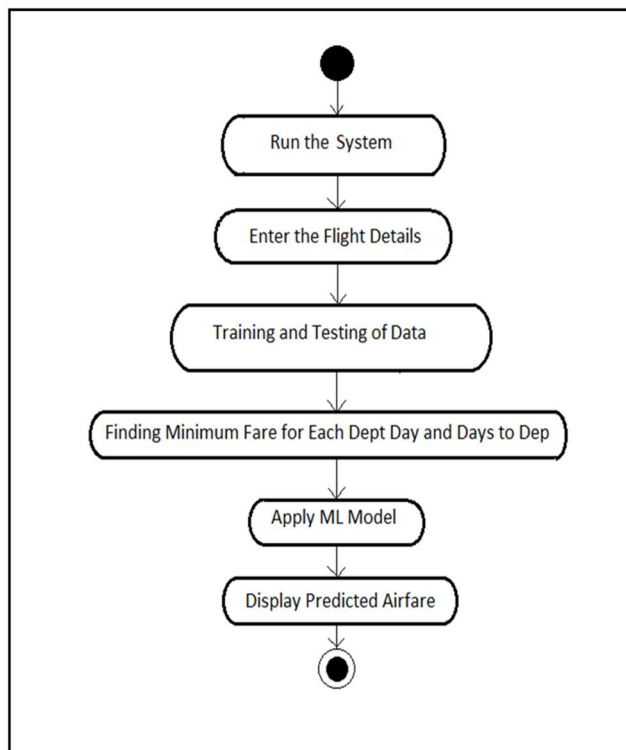 Run the System
Enter the Flight Details
Training and Testing of Data
Finding Minimum Fare for Each Dept Day and Days to Dep
Apply ML Model
Display Predicted Airfare